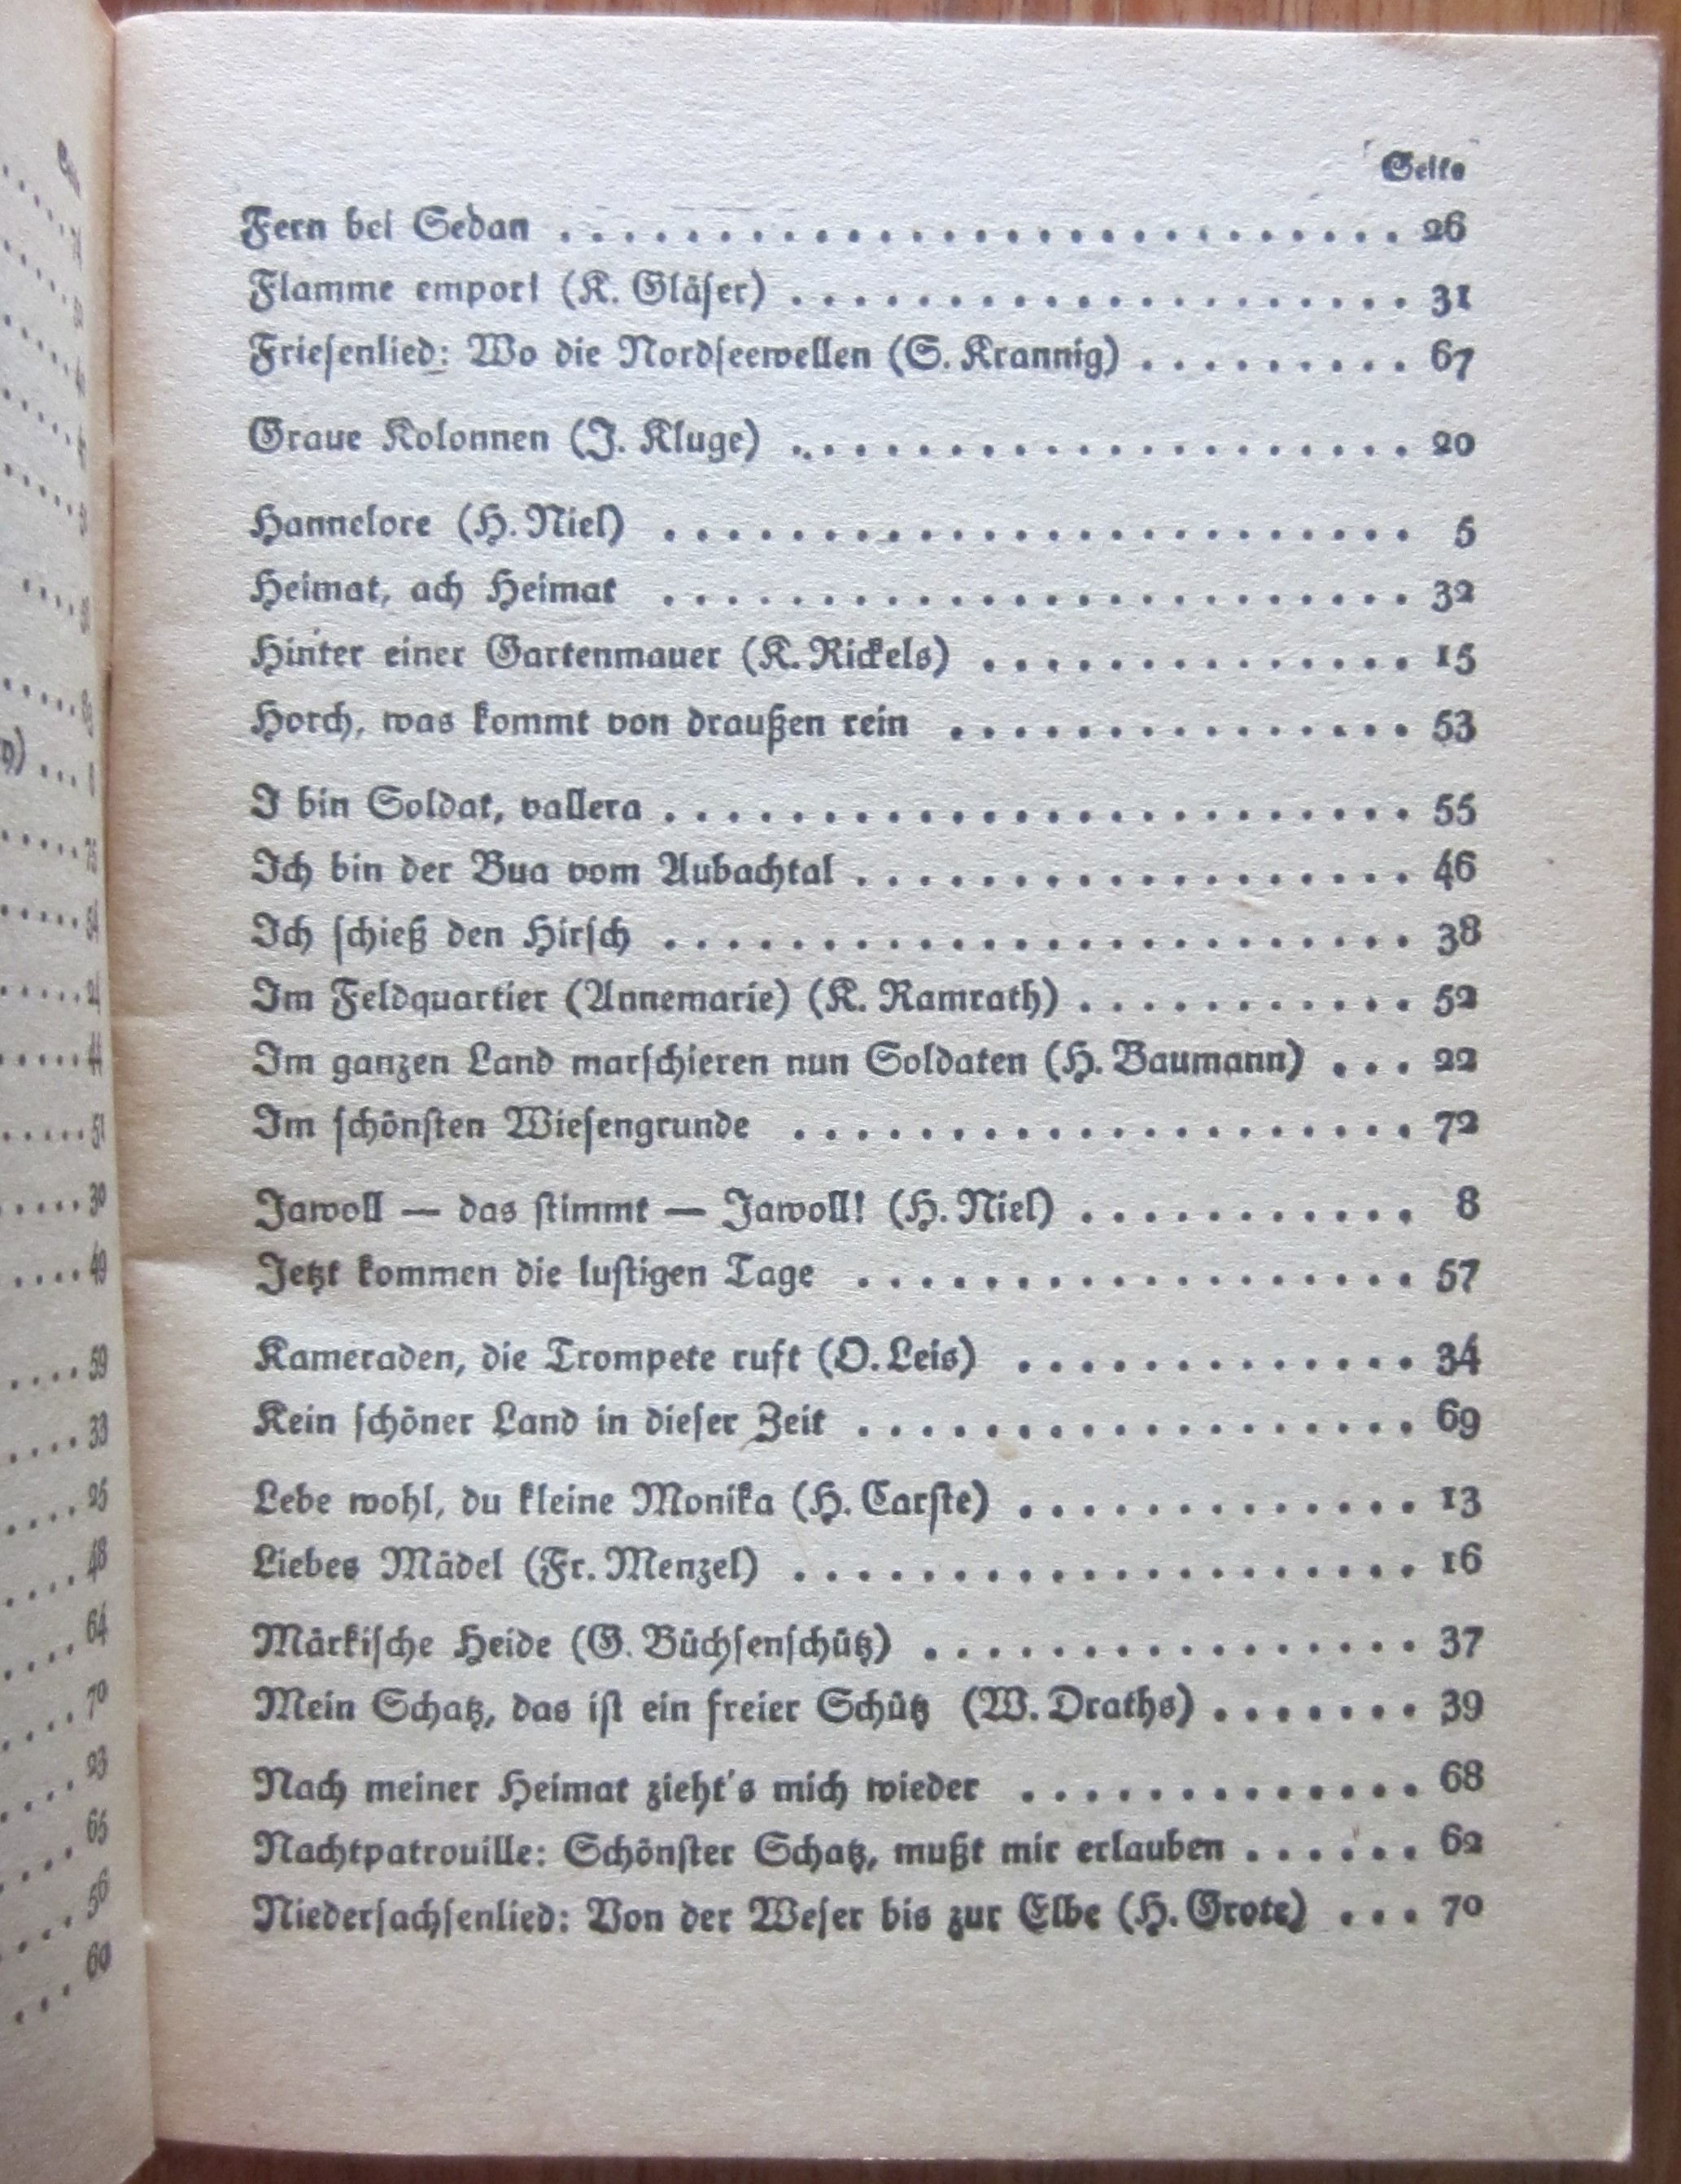 Seite
Fern bei Sedan . . . . . . . . . . . . . . . . . . . . . . . . . . . 26
Flamme empor! (K. Gläser) . . . . . . . . . . . . . . . . . . . . 31
Friesenlied: Wo die Nordseewellen (S. Krannig) . . . . . . . . . 67
Graue Kolonnen (J. Kluge) . . . . . . . . . . . . . . . . . . . . 20
Hannelore (H. Niel) . . . . . . . . . . . . . . . . . . . . . . . . 5
Heimat, ach Heimat . . . . . . . . . . . . . . . . . . . . . . . . 32
Hinter einer Gartenmauer (K. Rickels) . . . . . . . . . . . . . . 15
Horch, was kommt von draußen rein . . . . . . . . . . . . . . . 53
I bin Soldat, vallera . . . . . . . . . . . . . . . . . . . . . . . . 55
Ich bin der Bua vom Aubachtal . . . . . . . . . . . . . . . . . . 46
Ich schieß den Hirsch . . . . . . . . . . . . . . . . . . . . . . . . 38
Im Feldquartier (Annemarie) (K. Ramrath) . . . . . . . . . . . 52
Im ganzen Land marschieren nun Soldaten (H. Baumann) . . . 22
Im schönsten Wiesengrunde . . . . . . . . . . . . . . . . . . . . 72
Jawoll — das stimmt — Jawoll! (H. Niel) . . . . . . . . . . . 8
Jetzt kommen die lustigen Tage . . . . . . . . . . . . . . . . . . 57
Kameraden, die Trompete ruft (O. Leis) . . . . . . . . . . . . . 34
Kein schöner Land in dieser Zeit . . . . . . . . . . . . . . . . . . 69
Lebe wohl, du kleine Monika (H. Carste) . . . . . . . . . . . . . 13
Liebes Mädel (Fr. Menzel) . . . . . . . . . . . . . . . . . . . . 16
Märkische Heide (G. Büchsenschütz) . . . . . . . . . . . . . . . . 37
Mein Schatz, das ist ein freier Schütz (W. Draths) . . . . . . . 39
Nach meiner Heimat zieht's mich wieder . . . . . . . . . . . . . 68
Nachtpatrouille: Schönster Schatz, mußt mir erlauben . . . . . . 62
Niedersachsenlied: Von der Weser bis zur Elbe (H. Grote) . . . 70